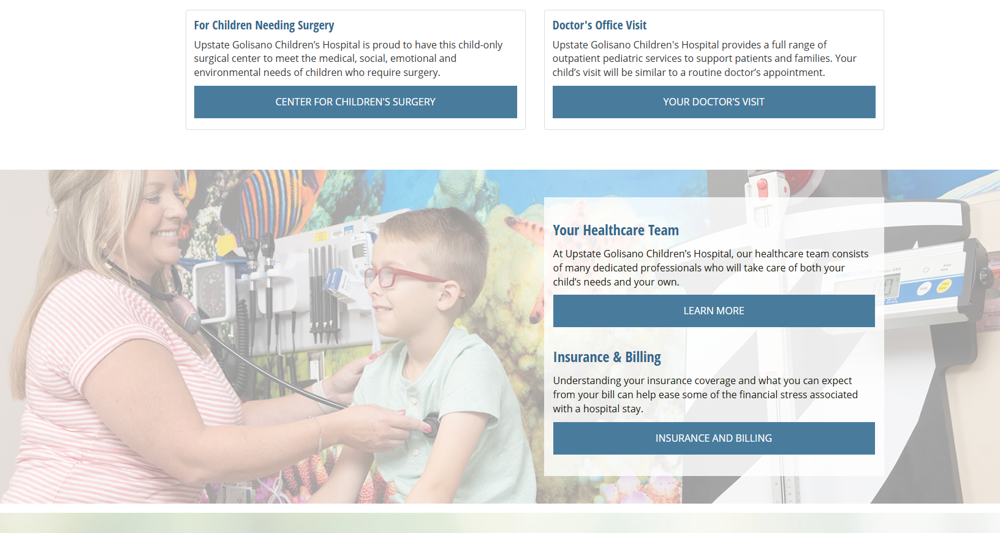 For Children Needing Surgery
Upstate Golisano Children’s Hospital is proud to have this child-only
surgical center to meet the medical, social, emotional and
environmental needs of children who require surgery.
CENTER FOR CHILDREN'S SURGERY
Doctor's Office Visit
Upstate Golisano Children's Hospital provides a full range of
outpatient pediatric services to support patients and families. Your
child’s visit will be similar to a routine doctor’s appointment.
YOUR DOCTOR'S VISIT
Your Healthcare Team
At Upstate Golisano Children’s Hospital, our healthcare team consists
of many dedicated professionals who will take care of both your
child’s needs and your own.
LEARN MORE
Insurance & Billing
Understanding your insurance coverage and what you can expect
from your bill can help ease some of the financial stress associated
with a hospital stay.
INSURANCE AND BILLING